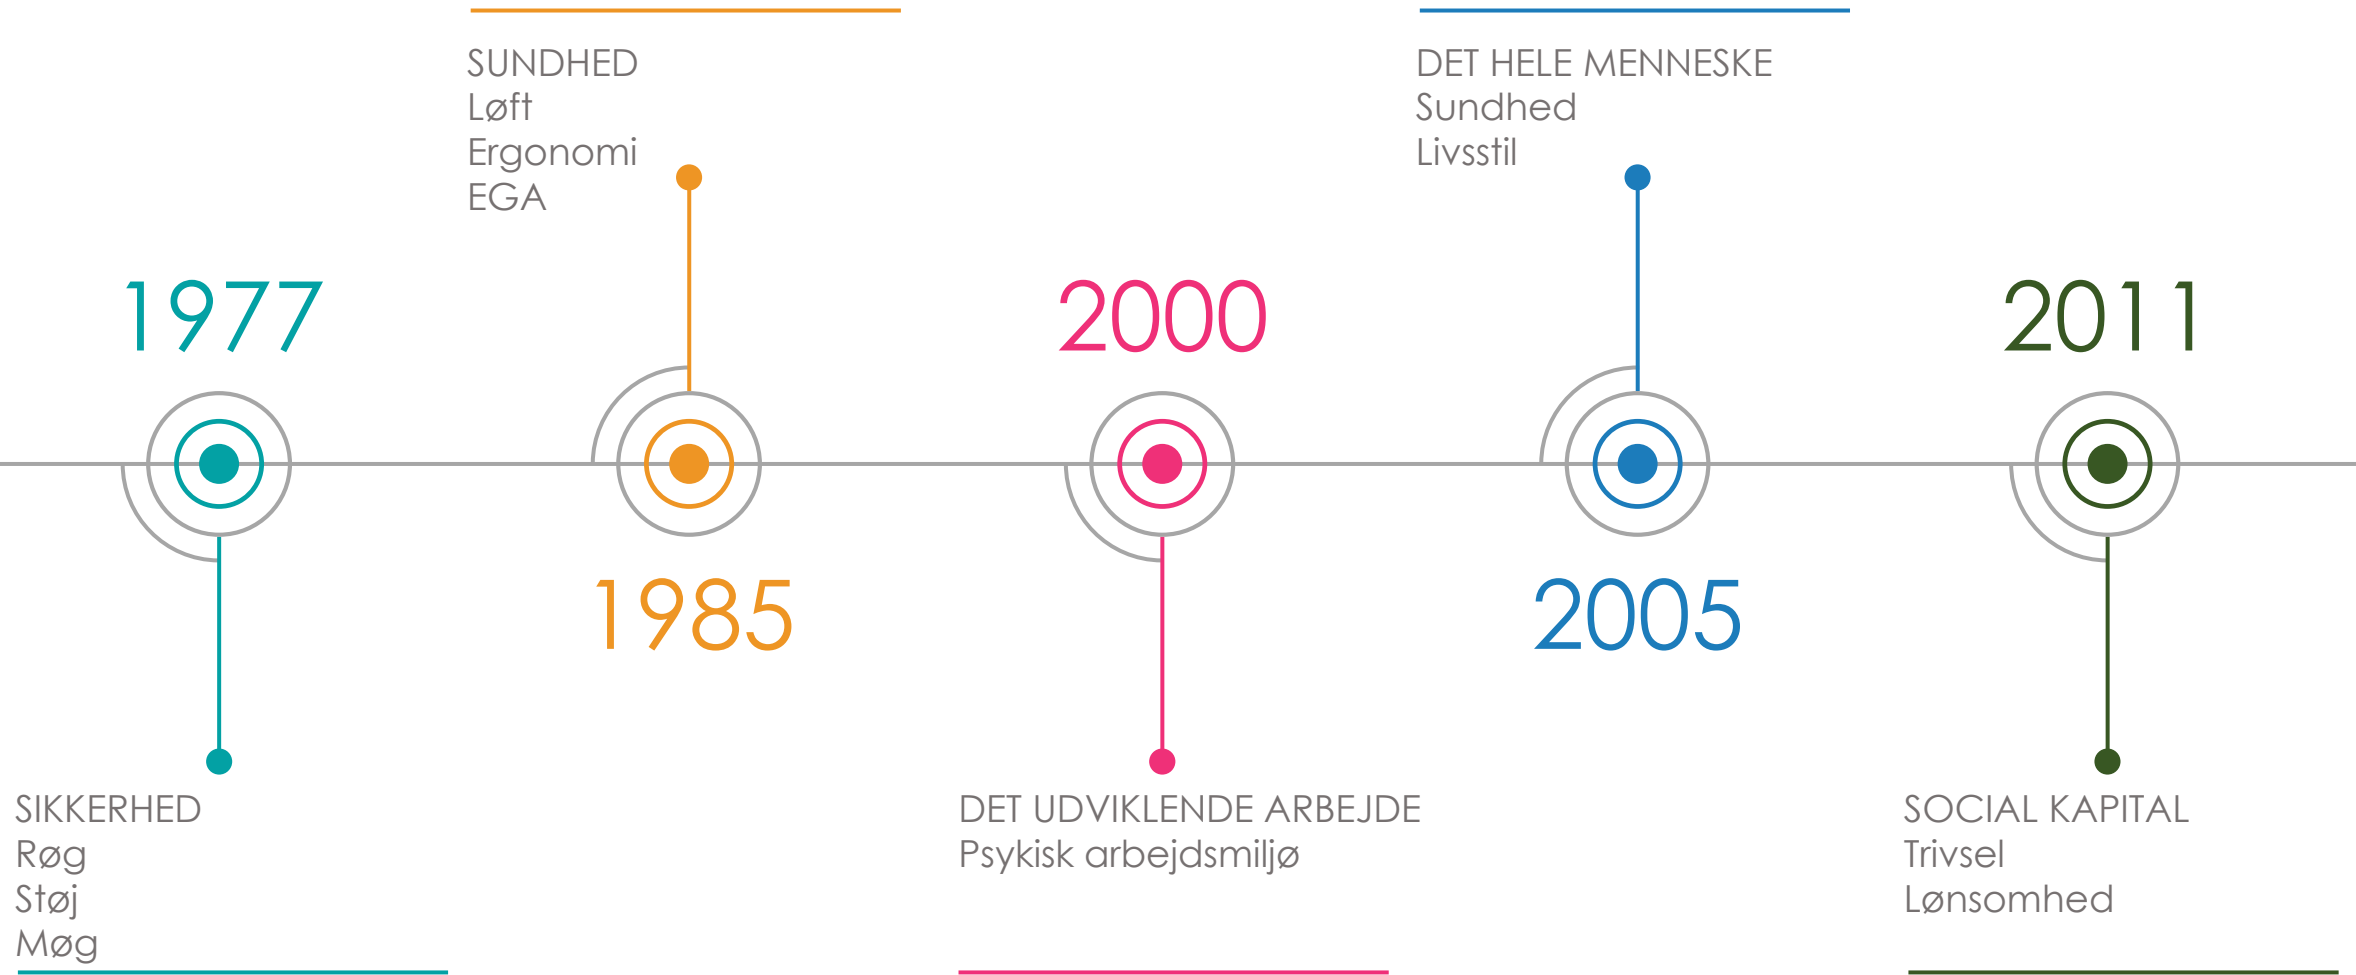 1977
SIKKERHED
Røg
Støj
Møg
SUNDHED
Løft
Ergonomi
EGA
1985
2000
DET UDVIKLENDE ARBEJDE
Psykisk arbejdsmiljø
DET HELE MENNESKE
Sundhed
Livsstil
2005
2011
SOCIAL KAPITAL
Trivsel
Lønsomhed